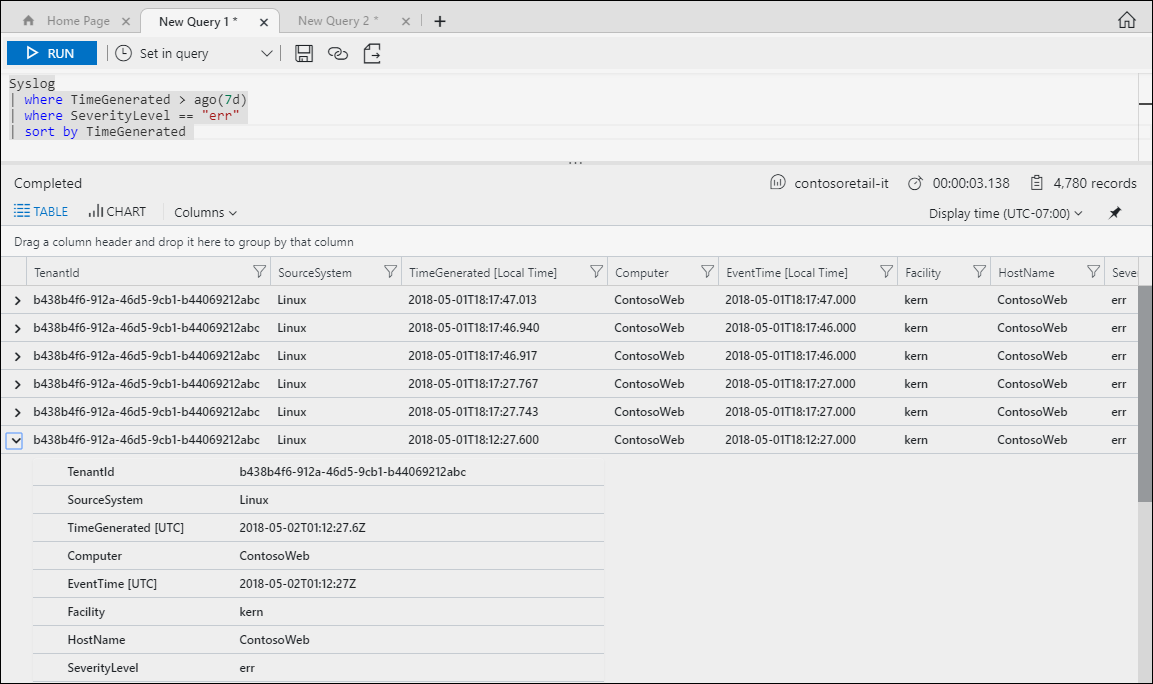 Home Page
New Query 1 *
New Query 2 *
RUN
Set in query
Syslog
| where TimeGenerated > ago(7d)
| where SeverityLevel == "err"
| sort by TimeGenerated
...
Completed
contosoretail-it
00:00:03.138
4,780 records
TABLE
CHART
Columns
Display time (UTC-07:00)
Drag a column header and drop it here to group by that column
TenantId SourceSystem TimeGenerated [Local Time] Computer EventTime [Local Time] Facility HostName Seve
b438b4f6-912a-46d5-9cb1-b44069212abc Linux 2018-05-01T18:17:47.013 ContosoWeb 2018-05-01T18:17:47.000 kern ContosoWeb err
b438b4f6-912a-46d5-9cb1-b44069212abc Linux 2018-05-01T18:17:46.940 ContosoWeb 2018-05-01T18:17:46.000 kern ContosoWeb err
b438b4f6-912a-46d5-9cb1-b44069212abc Linux 2018-05-01T18:17:46.917 ContosoWeb 2018-05-01T18:17:46.000 kern ContosoWeb err
b438b4f6-912a-46d5-9cb1-b44069212abc Linux 2018-05-01T18:17:27.767 ContosoWeb 2018-05-01T18:17:27.000 kern ContosoWeb err
b438b4f6-912a-46d5-9cb1-b44069212abc Linux 2018-05-01T18:17:27.743 ContosoWeb 2018-05-01T18:17:27.000 kern ContosoWeb err
b438b4f6-912a-46d5-9cb1-b44069212abc Linux 2018-05-01T18:12:27.600 ContosoWeb 2018-05-01T18:12:27.000 kern ContosoWeb err
TenantId b438b4f6-912a-46d5-9cb1-b44069212abc
SourceSystem Linux
TimeGenerated [UTC] 2018-05-02T01:12:27.6Z
Computer ContosoWeb
EventTime [UTC] 2018-05-02T01:12:27Z
Facility kern
HostName ContosoWeb
SeverityLevel err